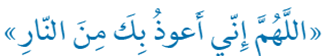 «اللَّهُمَّ إِنِّي أَعوذُ بِكَ مِنَ النّارِ»